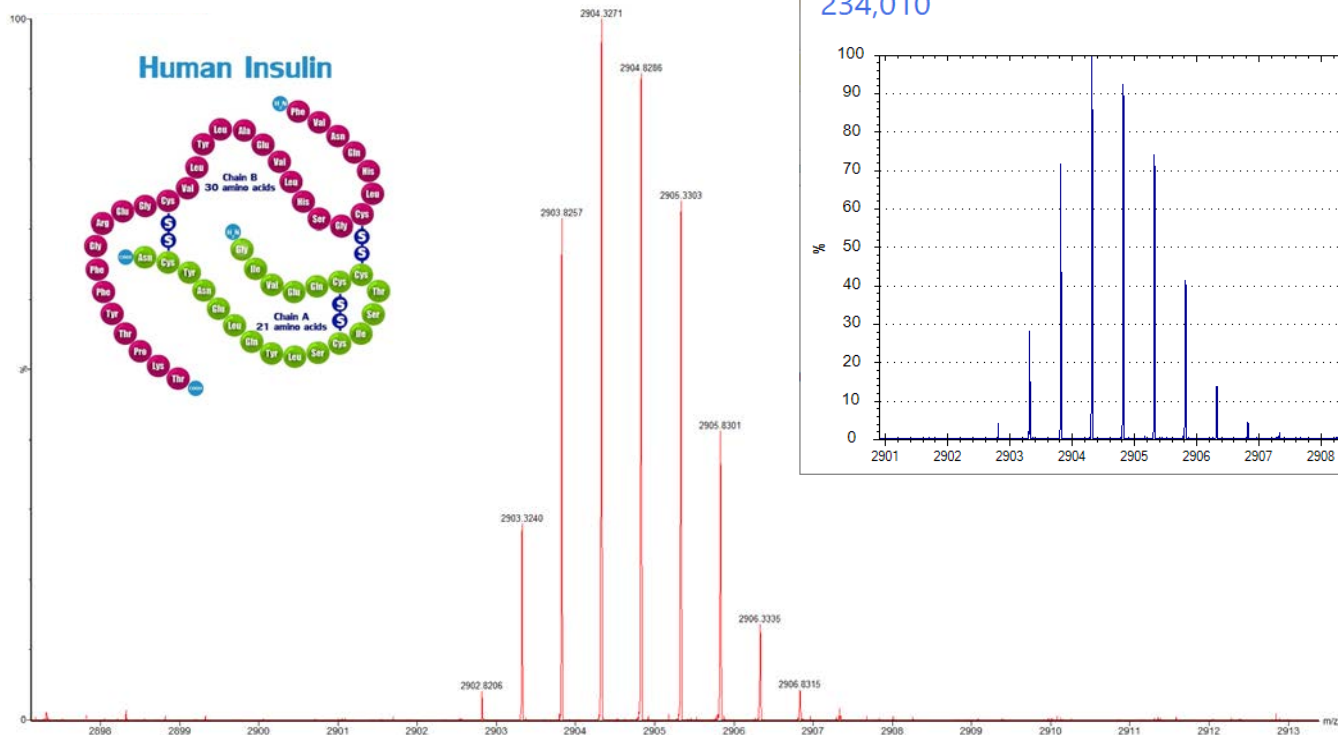 Human Insulin
H₂N
Phe
Val
Asn
Gln
His
Leu
Cys
Gly
Ser
His
Leu
Val
Glu
Ala
Leu
Tyr
Leu
Val
Cys
Gly
Glu
Arg
Gly
Phe
Phe
Tyr
Thr
Pro
Lys
Thr
COOH
Chain B
30 amino acids
H₂N
Gly
Ile
Val
Glu
Gln
Cys
Cys
Thr
Ser
Ile
Cys
Ser
Leu
Tyr
Gln
Leu
Glu
Asn
Tyr
Cys
Asn
COOH
Chain A
21 amino acids
S
S
S
S
S
S
100
%
0
2902.8206
2903.3240
2903.8257
2904.3271
2904.8286
2905.3303
2905.8301
2906.3335
2906.8315
2898 2899 2900 2901 2902 2903 2904 2905 2906 2907 2908 2909 2910 2911 2912 2913
m/z
234,010
100
90
80
70
60
50
40
30
20
10
0
%
2901 2902 2903 2904 2905 2906 2907 2908